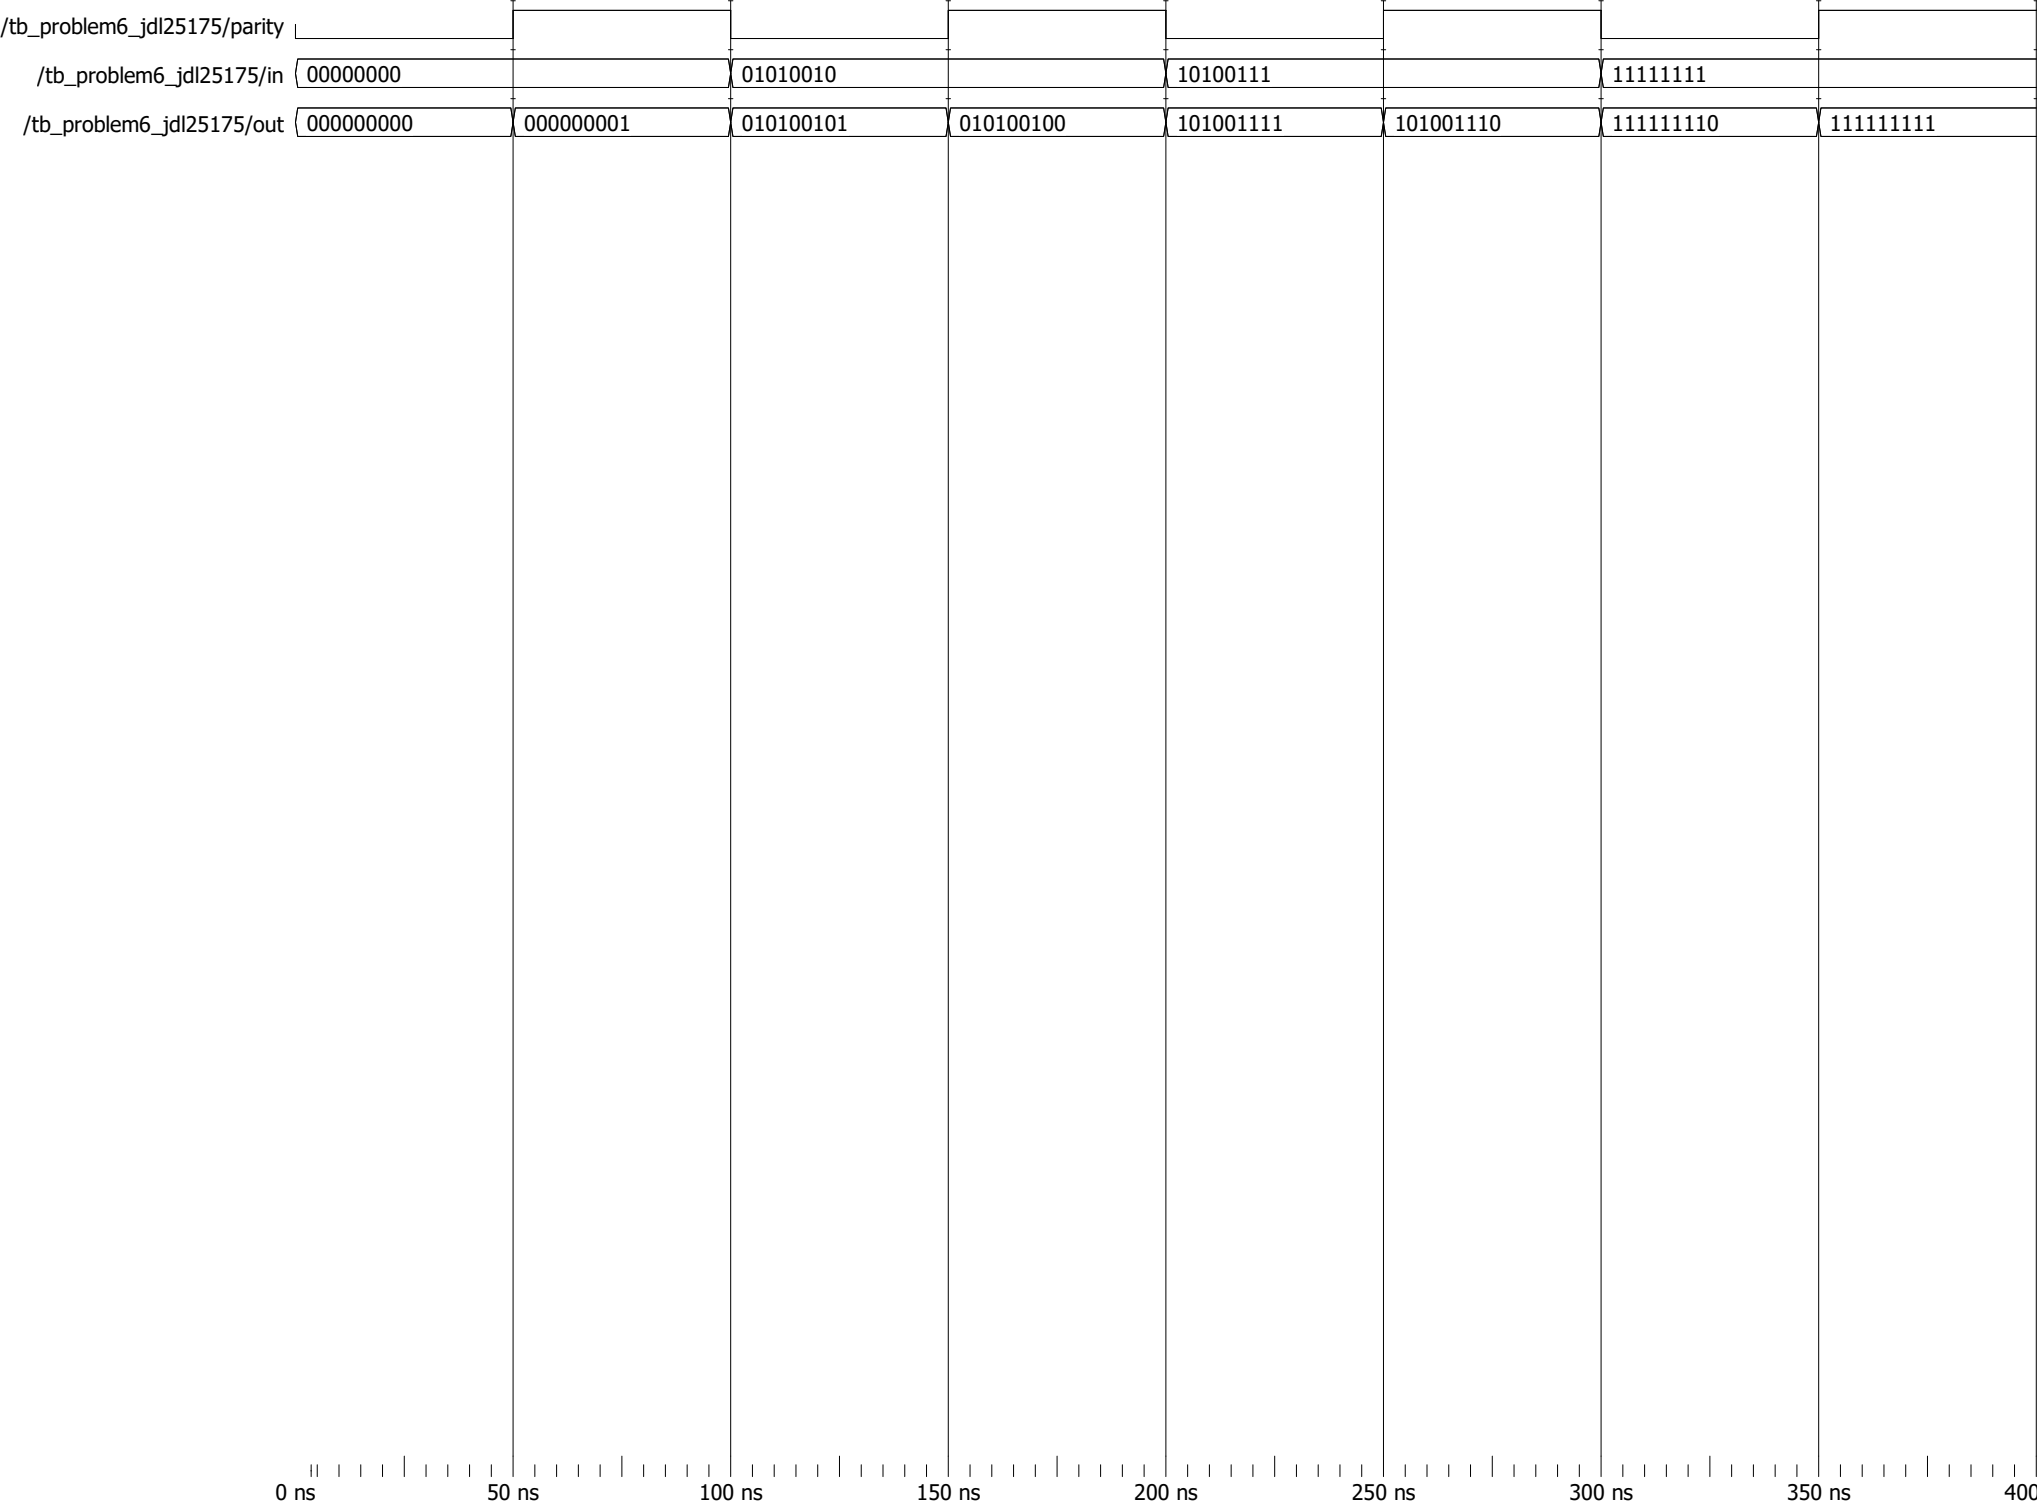 /tb_problem6_jdl25175/parity
/tb_problem6_jdl25175/in 00000000 01010010 10100111 11111111
/tb_problem6_jdl25175/out 000000000 000000001 010100101 010100100 101001111 101001110 111111110 111111111
0 ns 50 ns 100 ns 150 ns 200 ns 250 ns 300 ns 350 ns 400